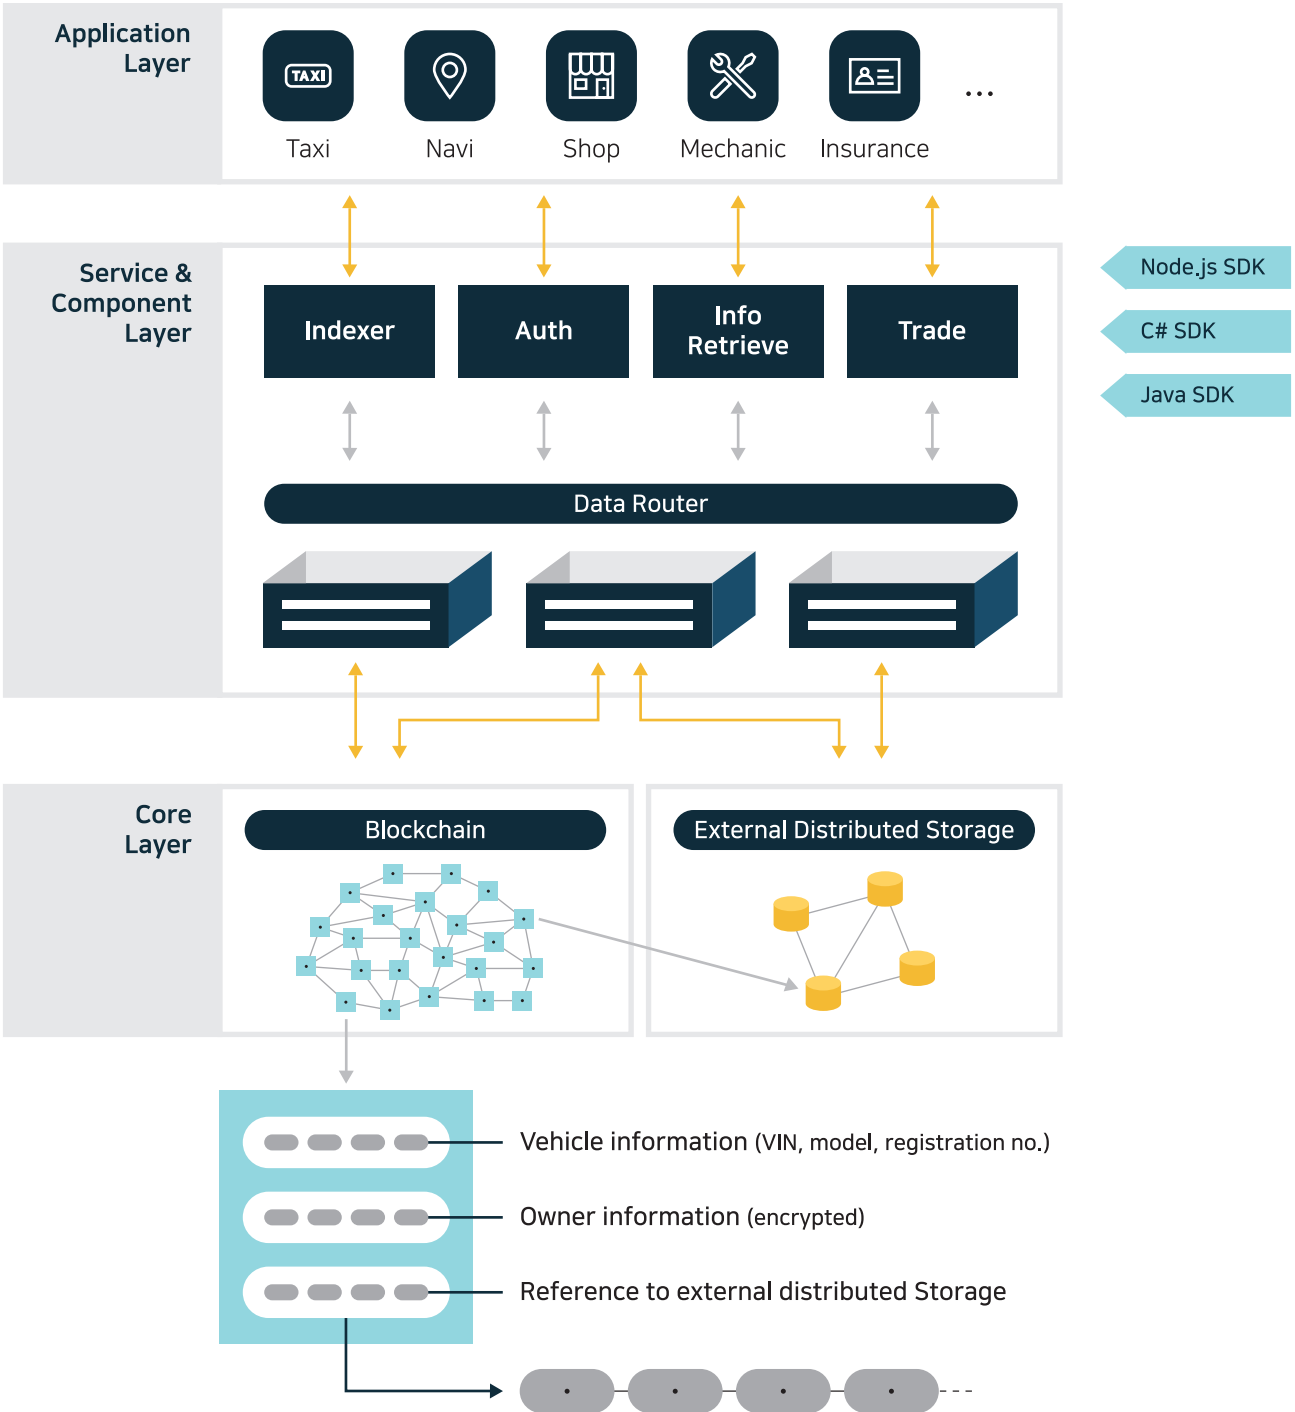 Application
Layer
TAXI
Taxi
Navi
Shop
Mechanic
Insurance
...
Service &
Component
Layer
Indexer
Auth
Info
Retrieve
Trade
Node.js SDK
C# SDK
Java SDK
Data Router
Core
Layer
Blockchain
External Distributed Storage
Vehicle information (VIN, model, registration no.)
Owner information (encrypted)
Reference to external distributed Storage